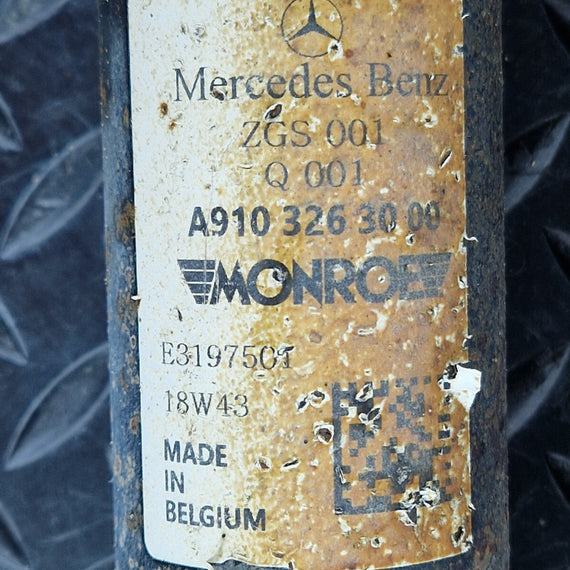 Mercedes Benz
ZGS 001
Q 001
A910 326 30 00
MONROE
E3197501
18W43
MADE
IN
BELGIUM